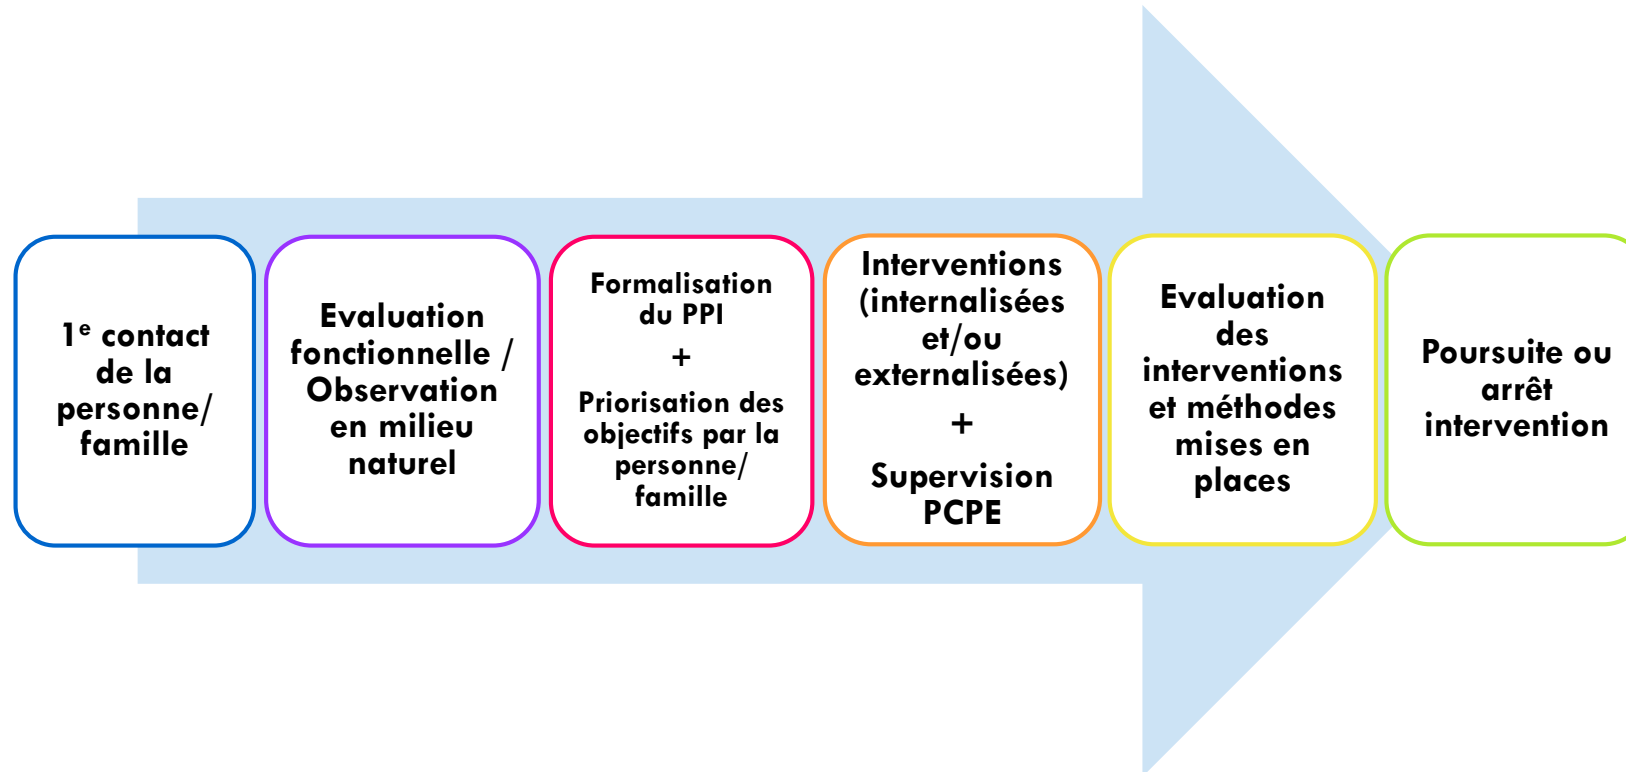 1e contact
de la
personne/
famille
Evaluation
fonctionnelle /
Observation
en milieu
naturel
Formalisation
du PPI
+
Priorisation des
objectifs par la
personne/
famille
Interventions
(internalisées
et/ou
externalisées)
+
Supervision
PCPE
Evaluation
des
interventions
et méthodes
mises en
places
Poursuite ou
arrêt
intervention